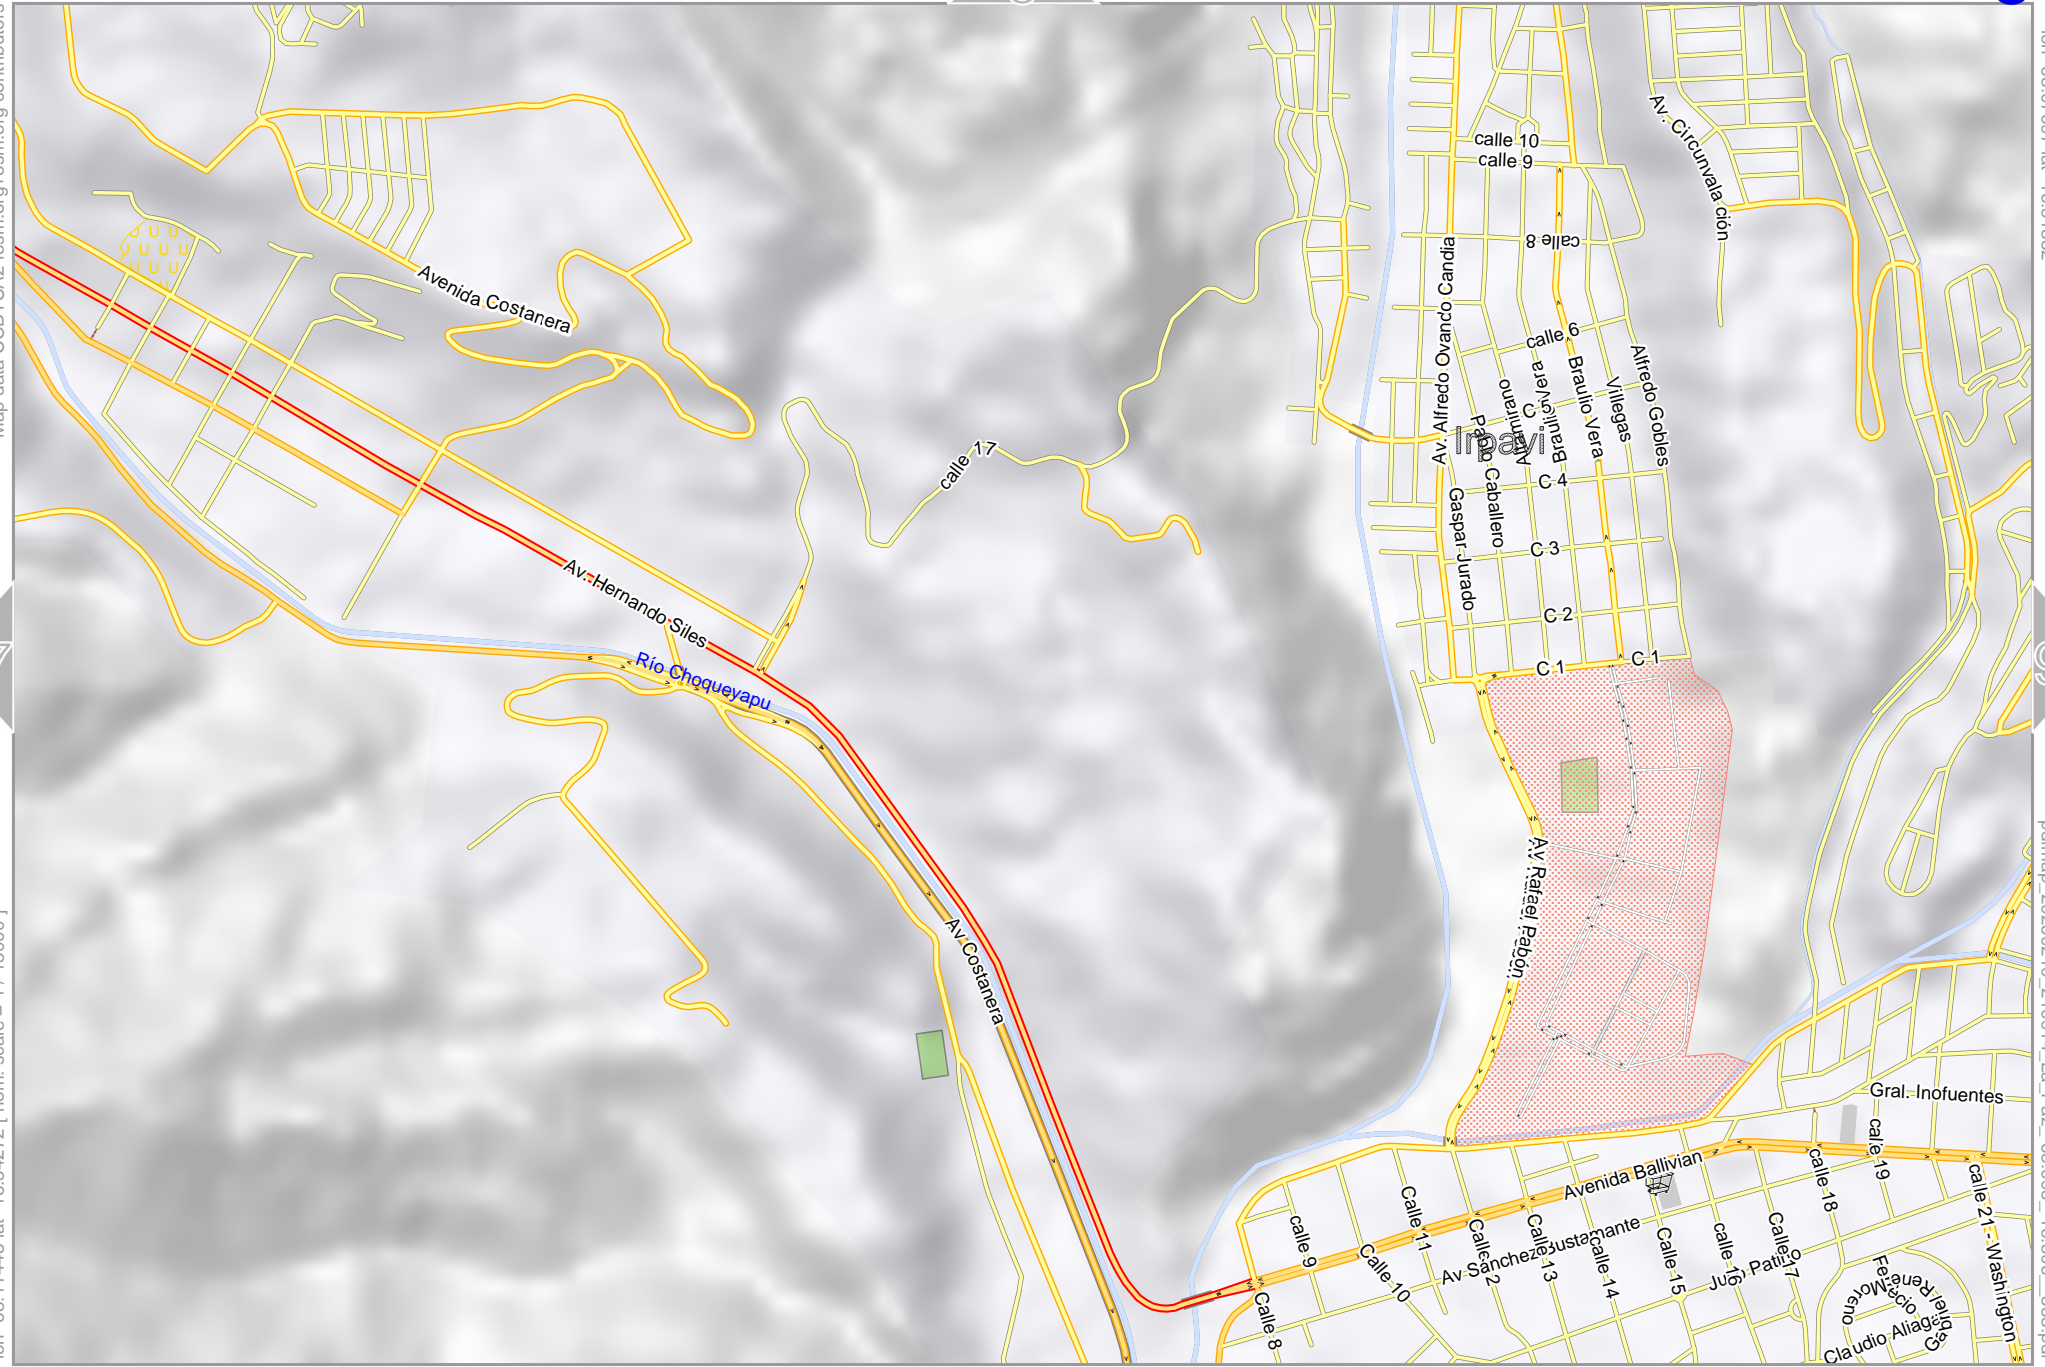 calle 10
calle 9
Av. Circunvala ción
calle 8
Avenida Costanera
Av. Alfredo Ovando Candia
calle 6
Braulio Vera
Villegas
Alfredo Gobles
Irpavi
calle 17
Pablo Caballero
C 4
Gaspar Jurado
C 3
C 2
C 1
C 1
Av. Hernando Siles
Río Choqueyapu
Av Rafael Pabón
Av Costanera
Gral. Inofuentes
calle 19
calle 18
Avenida Ballivian
calle 21 - Washington
Calle 11
calle 9
Calle 10
Av Sanchez Bustamante
Calle 13
calle 14
Calle 15
calle 16
Calle 17
Calle 8
Claudio Aliaga